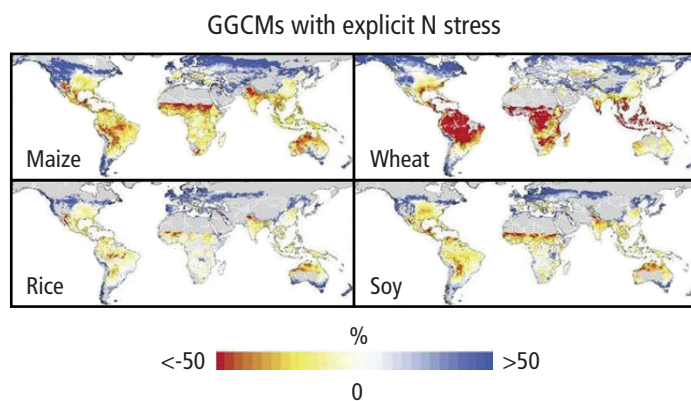 GGCMs with explicit N stress
Maize
Wheat
Rice
Soy
%
<-50
>50
0